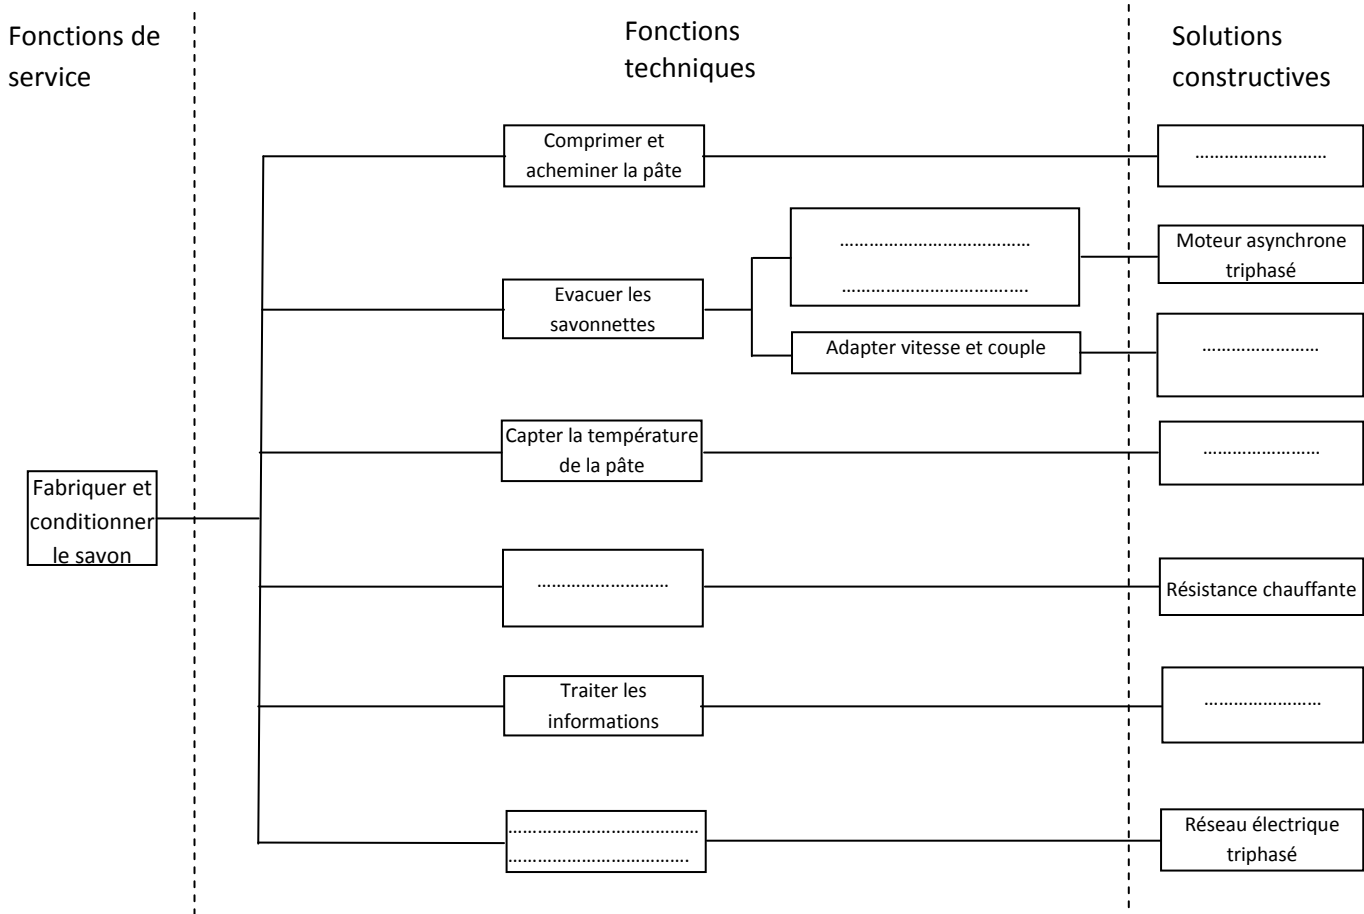 Fonctions de
service
Fonctions
techniques
Solutions
constructives
Comprimer et
acheminer la pâte
...........................
.......................................
.......................................
Moteur asynchrone
triphasé
Evacuer les
savonnettes
Adapter vitesse et couple
........................
Capter la température
de la pâte
........................
Fabriquer et
conditionner
le savon
...........................
Résistance chauffante
Traiter les
informations
........................
.......................................
.....................................
Réseau électrique
triphasé